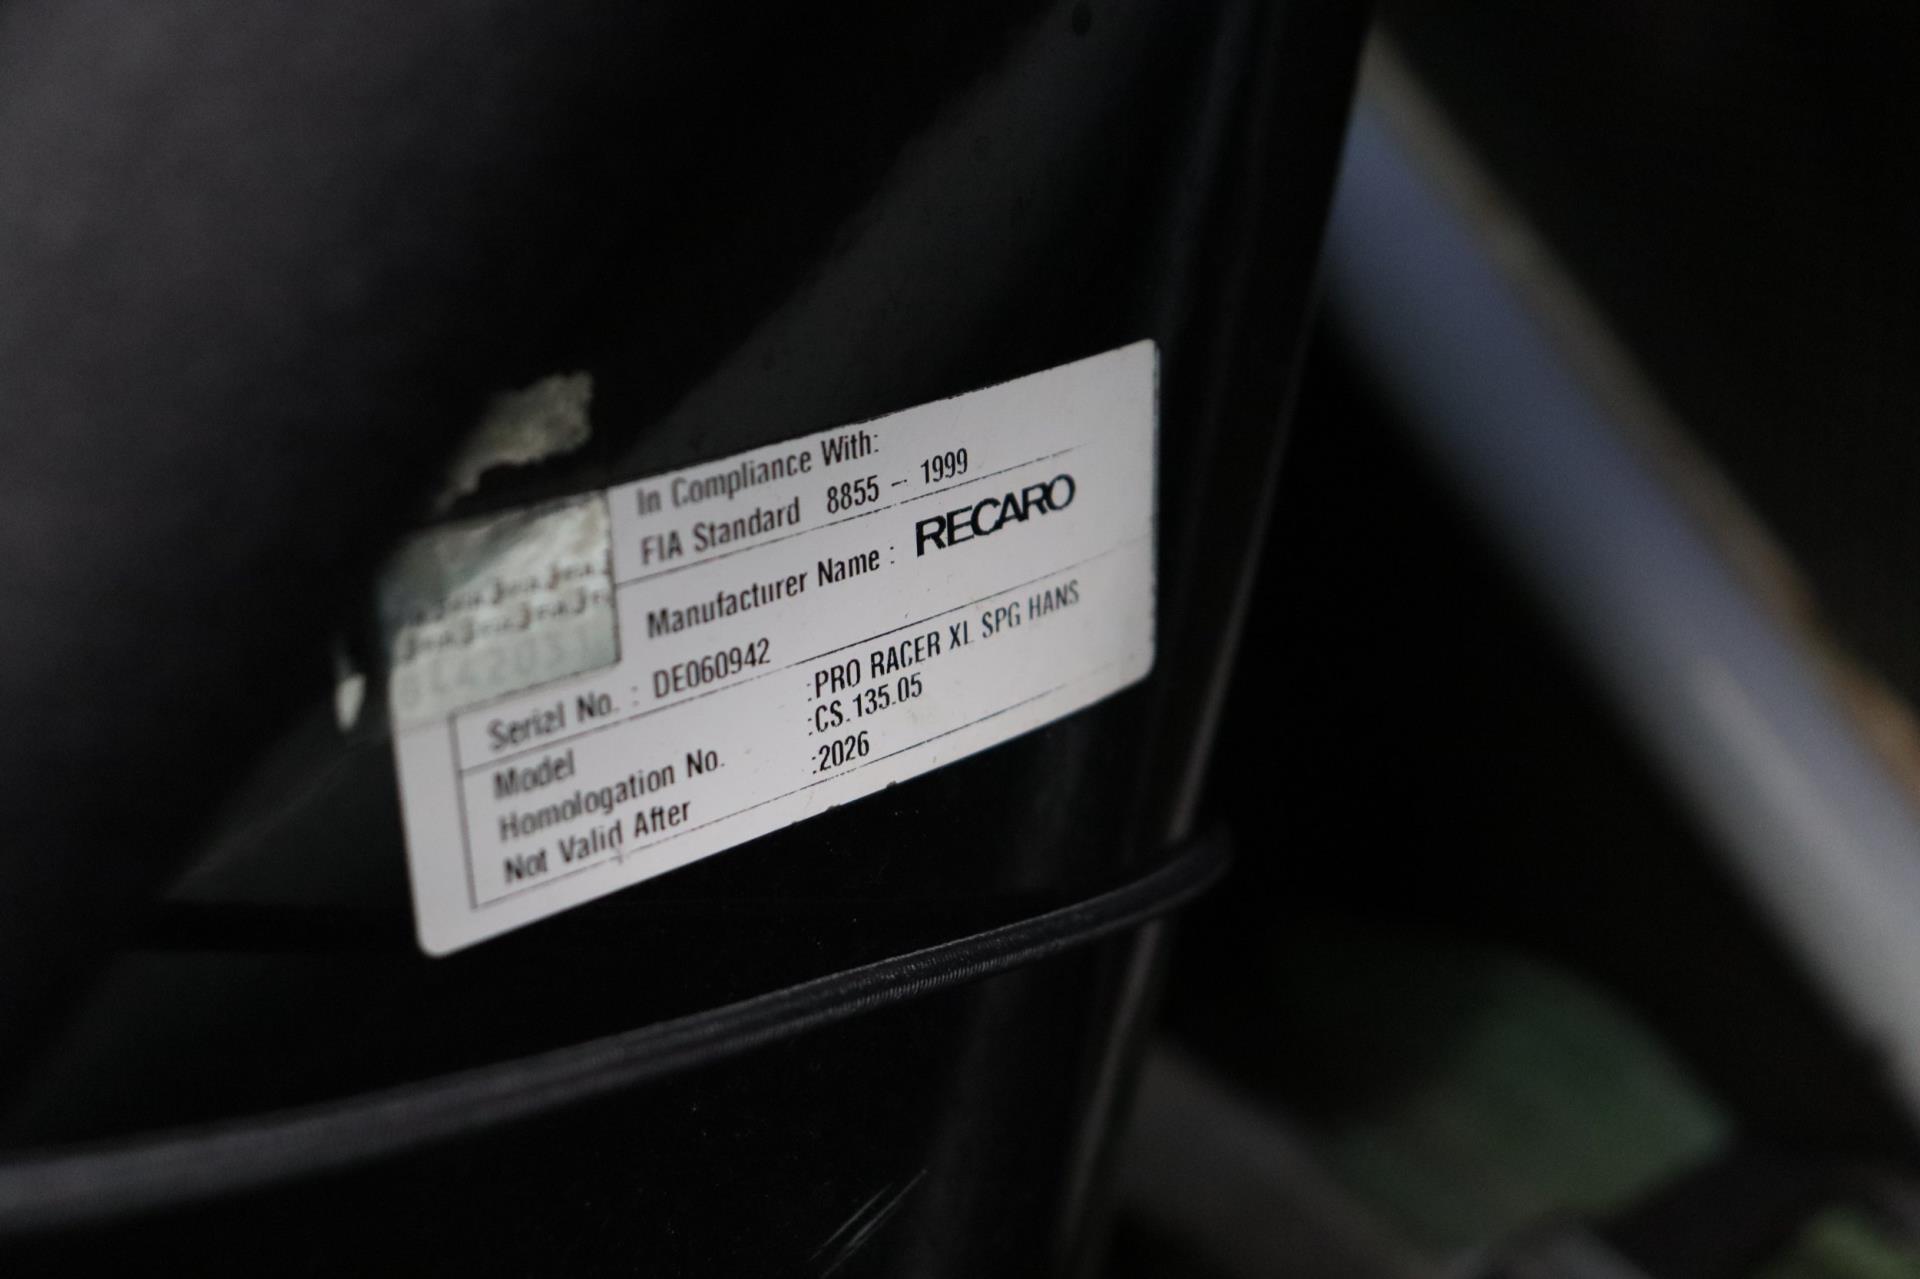 In Compliance With:
FIA Standard 8855 - 1999
Manufacturer Name : RECARO
Serial No. : DE060942
Model :PRO RACER XL SPG HANS
Homologation No. :CS.135.05
Not Valid After :2026